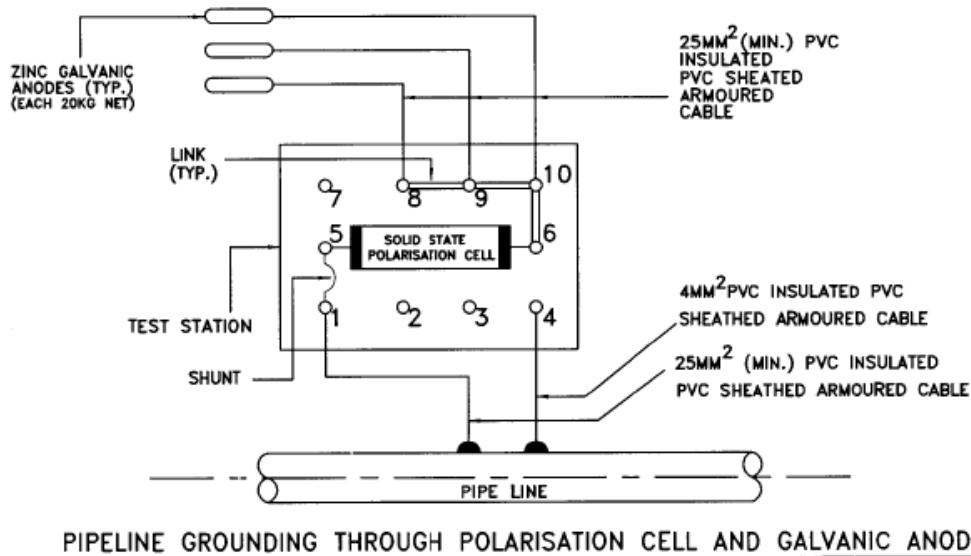 ZINC GALVANIC
ANODES (TYP.)
(EACH 20KG NET)
25MM² (MIN.) PVC
INSULATED
PVC SHEATED
ARMOURED
CABLE
LINK
(TYP.)
7
8
9
10
5
SOLID STATE
POLARISATION CELL
6
1
2
3
4
TEST STATION
SHUNT
4MM² PVC INSULATED PVC
SHEATHED ARMOURED CABLE
25MM² (MIN.) PVC INSULATED
PVC SHEATHED ARMOURED CABLE
PIPE LINE
PIPELINE GROUNDING THROUGH POLARISATION CELL AND GALVANIC ANOD